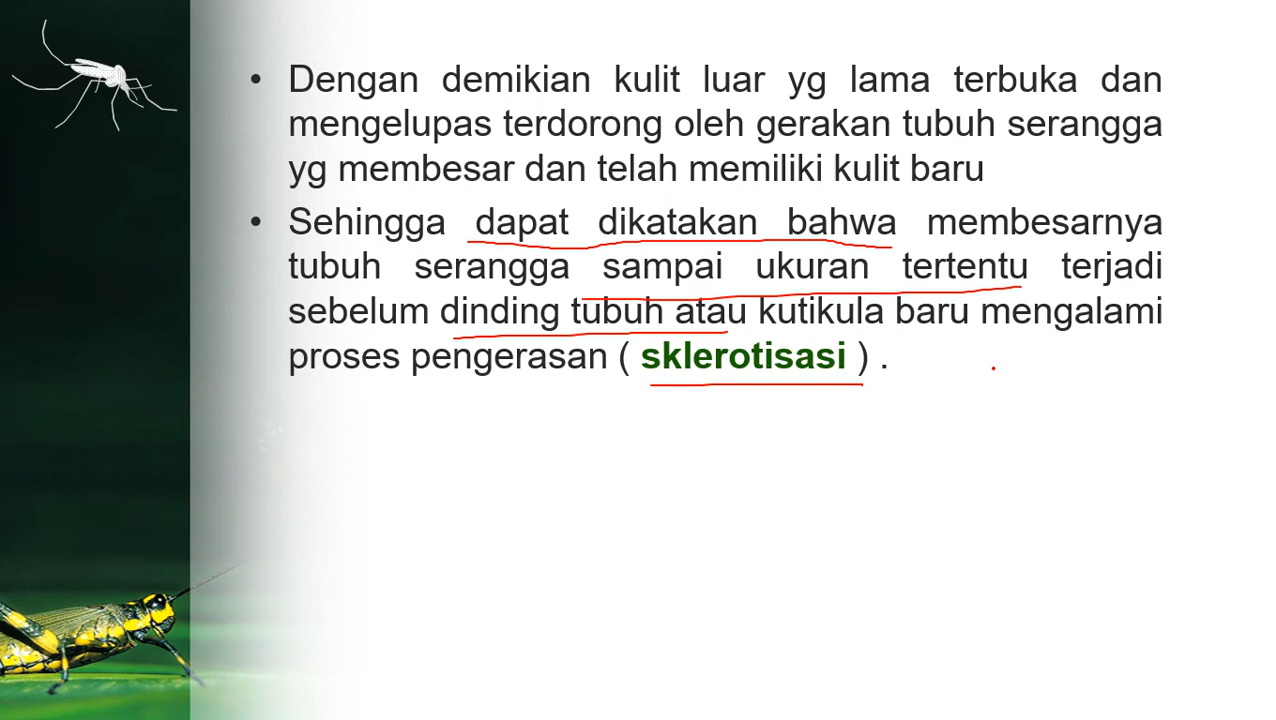 • Dengan demikian kulit luar yg lama terbuka dan
mengelupas terdorong oleh gerakan tubuh serangga
yg membesar dan telah memiliki kulit baru
• Sehingga dapat dikatakan bahwa membesarnya
tubuh serangga sampai ukuran tertentu terjadi
sebelum dinding tubuh atau kutikula baru mengalami
proses pengerasan ( sklerotisasi ) .